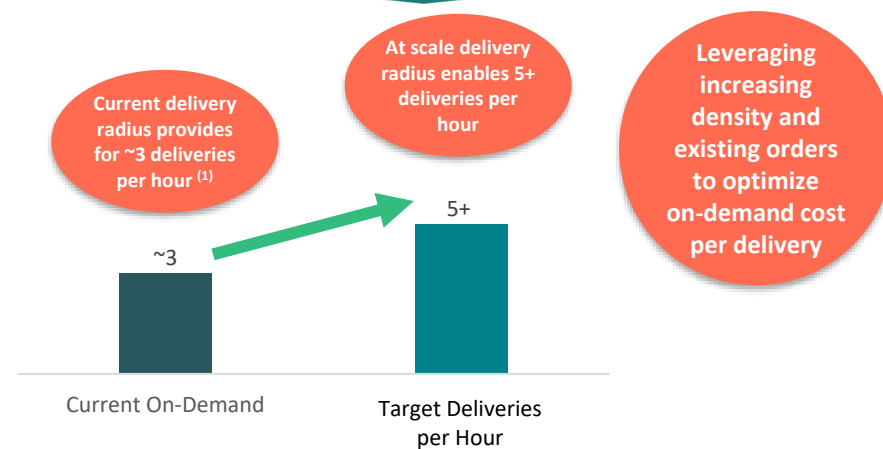 Current delivery
radius provides
for ~3 deliveries
per hour (1)
At scale delivery
radius enables 5+
deliveries per
hour
Leveraging
increasing
density and
existing orders
to optimize
on-demand cost
per delivery
~3
5+
Current On-Demand
Target Deliveries
per Hour